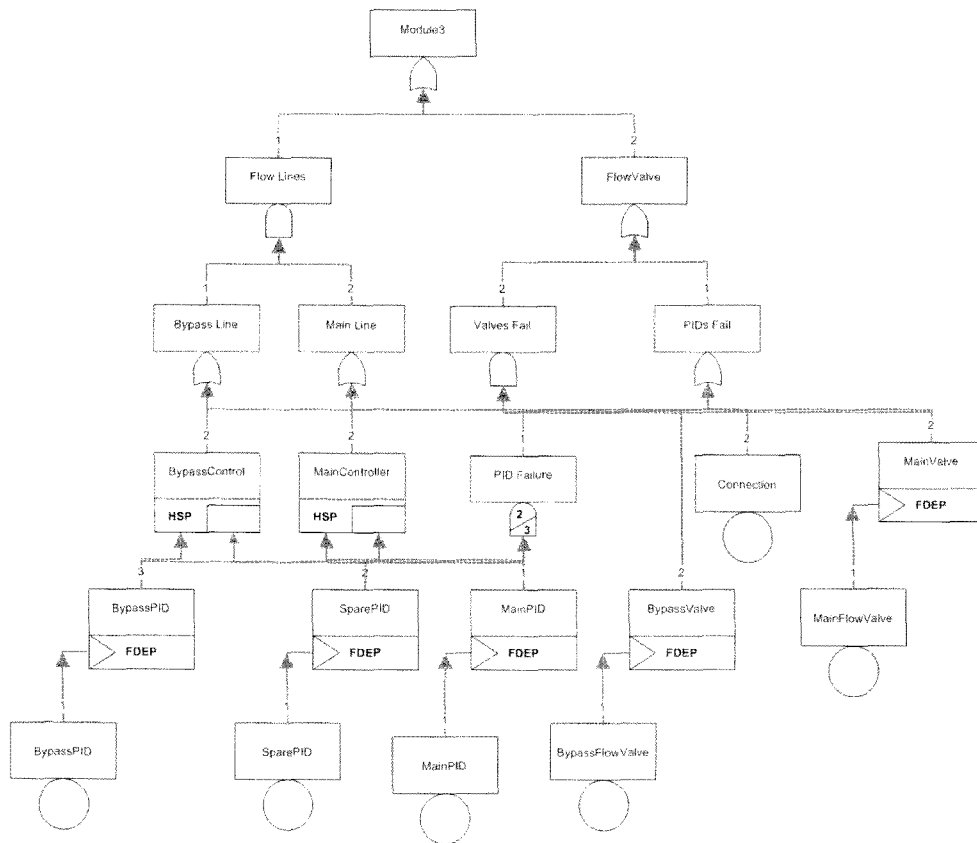 Module3
1
2
Flow Lines
FlowValve
1
2
2
1
Bypass Line
Main Line
Valves Fail
PIDs Fail
2
2
1
2
2
2
BypassControl
MainController
PID Failure
Connection
MainValve
HSP
HSP
2
3
FDEP
3
2
1
2
1
BypassPID
SparePID
MainPID
BypassValve
MainFlowValve
FDEP
FDEP
FDEP
FDEP
1
1
1
1
BypassPID
SparePID
MainPID
BypassFlowValve